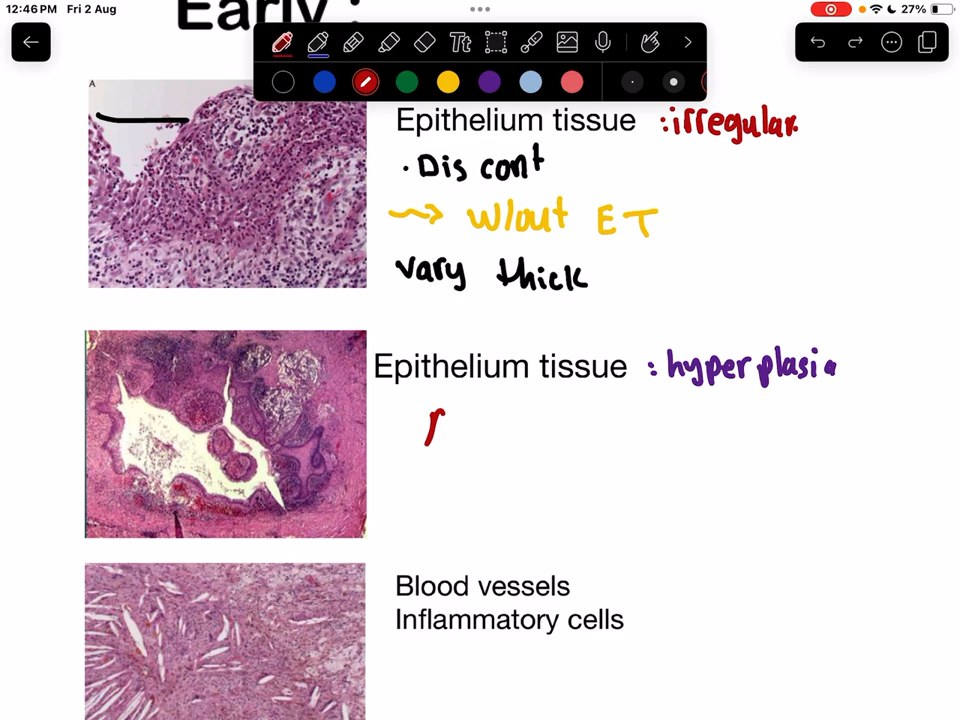 12:46 PM Fri 2 Aug
27%
Early :
Tt
A
Epithelium tissue :irregular.
. Dis cont
w/out ET
vary thick
Epithelium tissue : hyperplasia
r
Blood vessels
Inflammatory cells